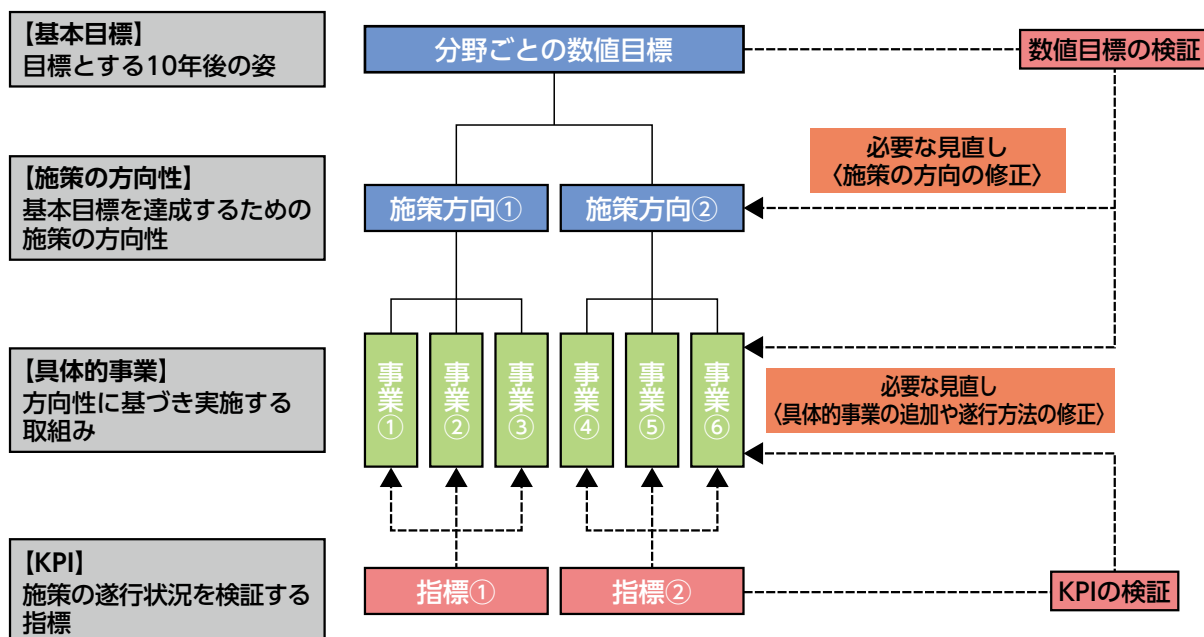 【基本目標】
目標とする10年後の姿
分野ごとの数値目標
数値目標の検証
必要な見直し
〈施策の方向の修正〉
【施策の方向性】
基本目標を達成するための
施策の方向性
施策方向①
施策方向②
【具体的事業】
方向性に基づき実施する
取組み
事業①
事業②
事業③
事業④
事業⑤
事業⑥
必要な見直し
〈具体的事業の追加や遂行方法の修正〉
【KPI】
施策の遂行状況を検証する
指標
指標①
指標②
KPIの検証